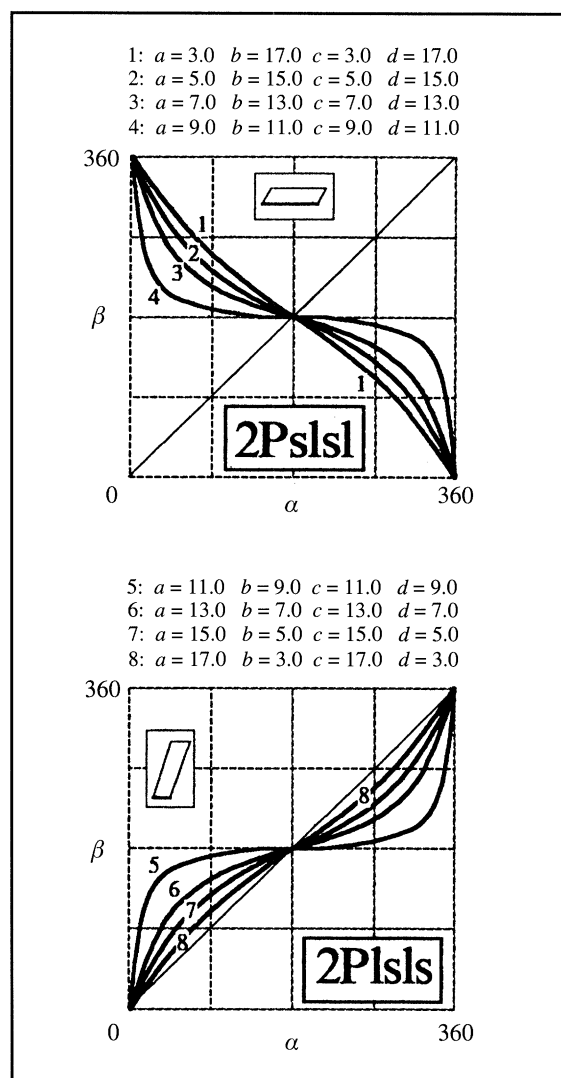 1: a = 3.0 b = 17.0 c = 3.0 d = 17.0
2: a = 5.0 b = 15.0 c = 5.0 d = 15.0
3: a = 7.0 b = 13.0 c = 7.0 d = 13.0
4: a = 9.0 b = 11.0 c = 9.0 d = 11.0
360
1
2
3
4
β
1
2Pslsl
0
α
360
5: a = 11.0 b = 9.0 c = 11.0 d = 9.0
6: a = 13.0 b = 7.0 c = 13.0 d = 7.0
7: a = 15.0 b = 5.0 c = 15.0 d = 5.0
8: a = 17.0 b = 3.0 c = 17.0 d = 3.0
360
8
β
5
6
7
8
2Plsls
0
α
360